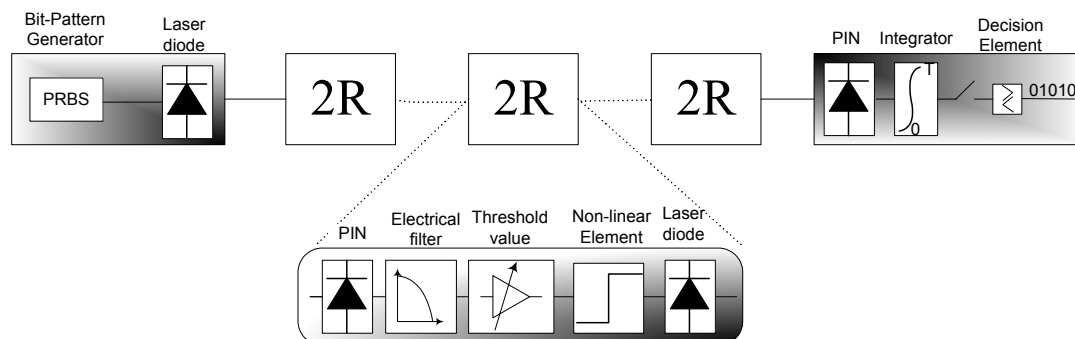 Bit-Pattern
Generator
Laser
diode
PIN
Integrator
Decision
Element
PRBS
2R
2R
2R
T
0
01010
PIN
Electrical
filter
Threshold
value
Non-linear
Element
Laser
diode